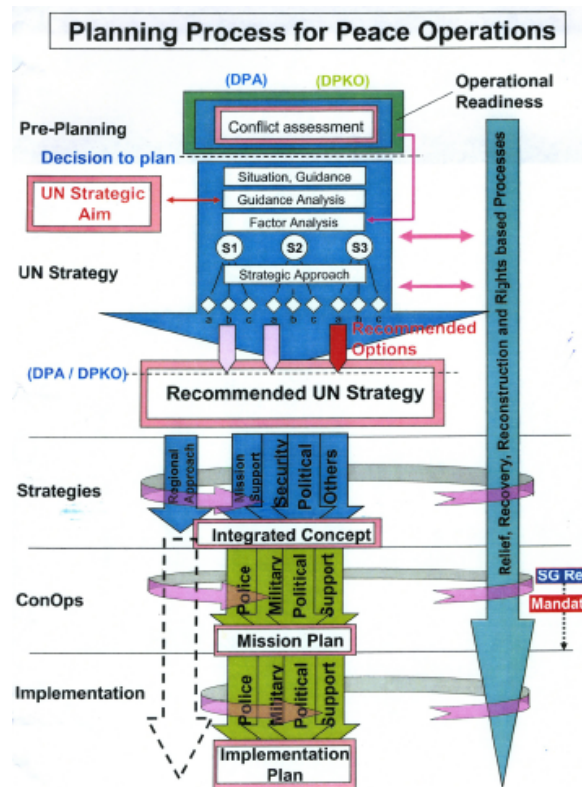 Planning Process for Peace Operations
(DPA)
(DPKO)
Operational
Readiness
Conflict assessment
Pre-Planning
Decision to plan
Situation, Guidance
UN Strategic
Aim
Guidance Analysis
Factor Analysis
S1
S2
S3
UN Strategy
Strategic Approach
a
b
c
a
b
c
a
b
c
Recommended
Options
(DPA / DPKO)
Recommended UN Strategy
Relief, Recovery, Reconstruction and Rights based Processes
Strategies
Regional
Approach
Mission
Support
Security
Political
Others
Integrated Concept
ConOps
Police
Military
Political
Support
SG Re
Mandat
Mission Plan
Implementation
Police
Military
Political
Support
Implementation
Plan